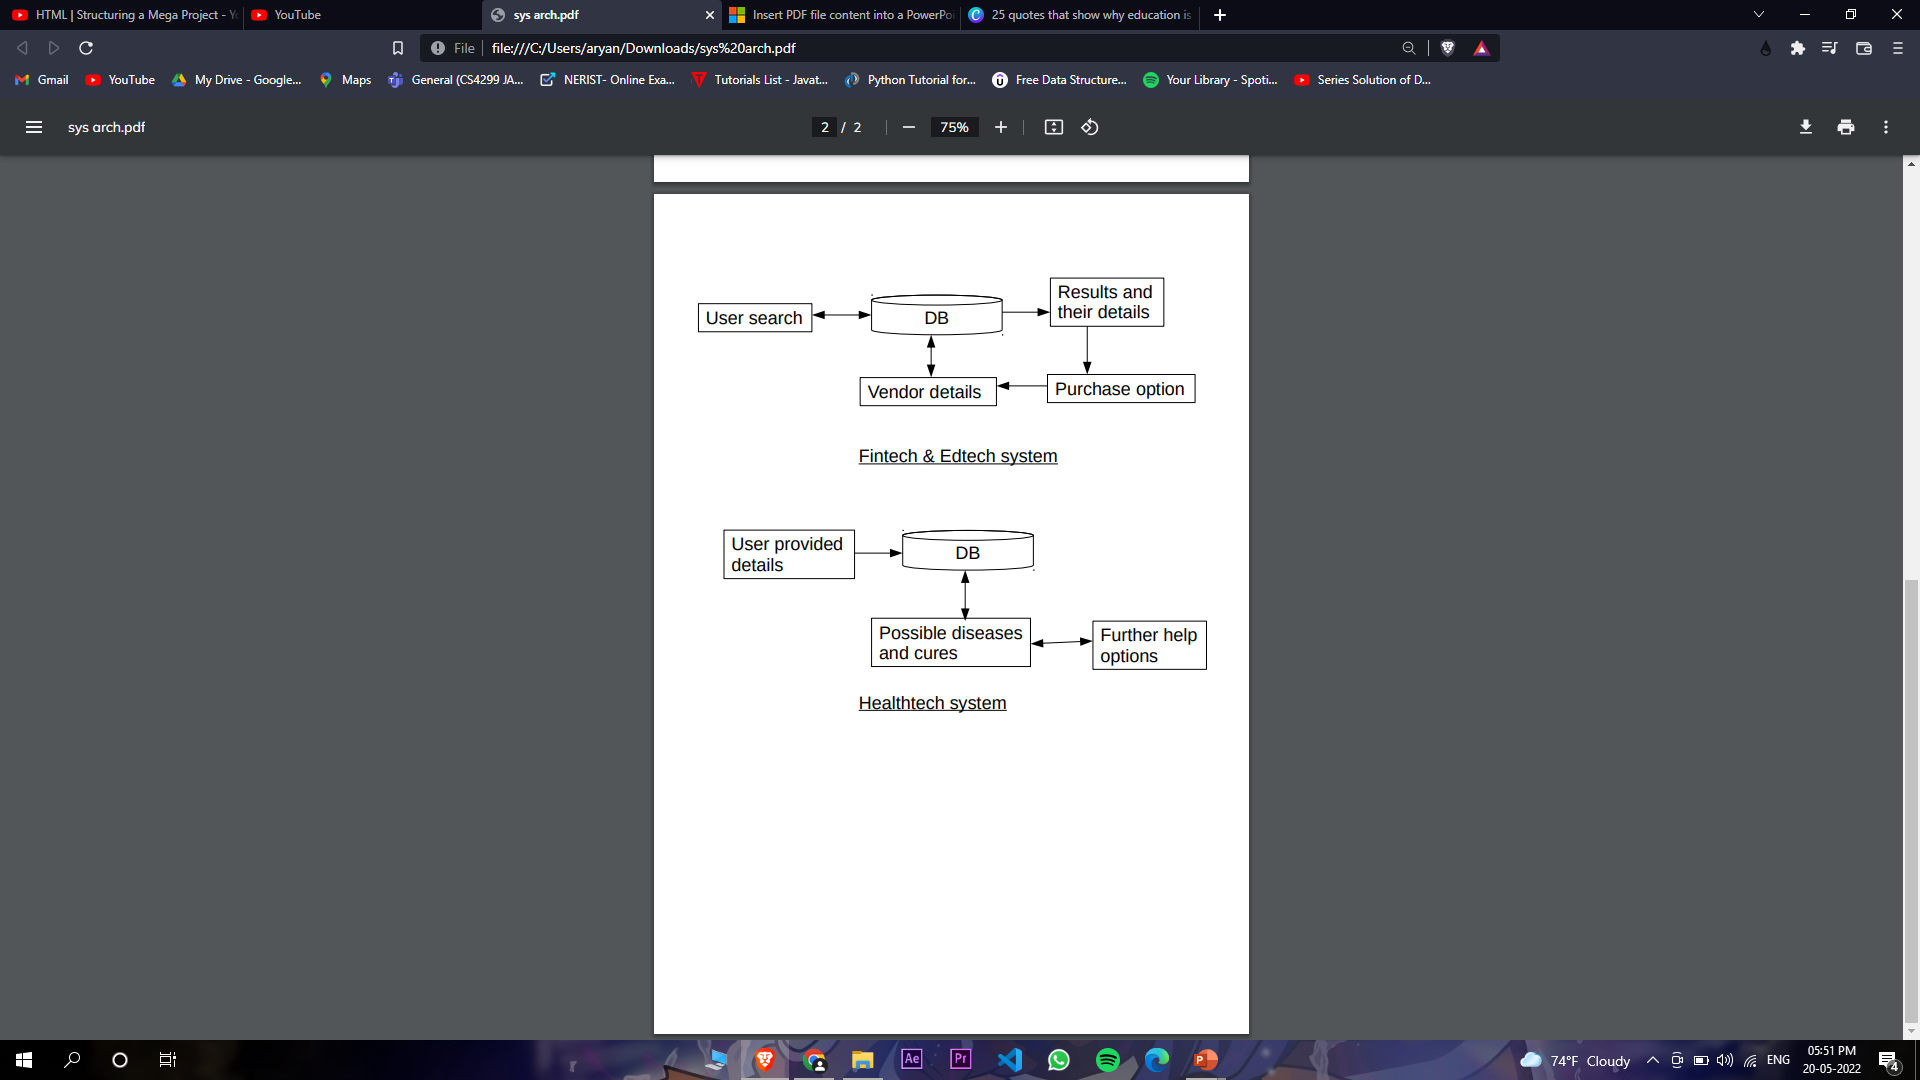 HTML | Structuring a Mega Project - Y
YouTube
sys arch.pdf
Insert PDF file content into a PowerPoi
25 quotes that show why education is
File
file:///C:/Users/aryan/Downloads/sys%20arch.pdf
Gmail
YouTube
My Drive - Google...
Maps
General (CS4299 JA...
NERIST- Online Exa...
Tutorials List - Javat...
Python Tutorial for...
Free Data Structure...
Your Library - Spoti...
Series Solution of D...
sys arch.pdf
2 / 2
75%
User search
DB
Results and
their details
Vendor details
Purchase option
Fintech & Edtech system
User provided
details
DB
Possible diseases
and cures
Further help
options
Healthtech system
Ae
Pr
74°F Cloudy
ENG
05:51 PM
20-05-2022
4